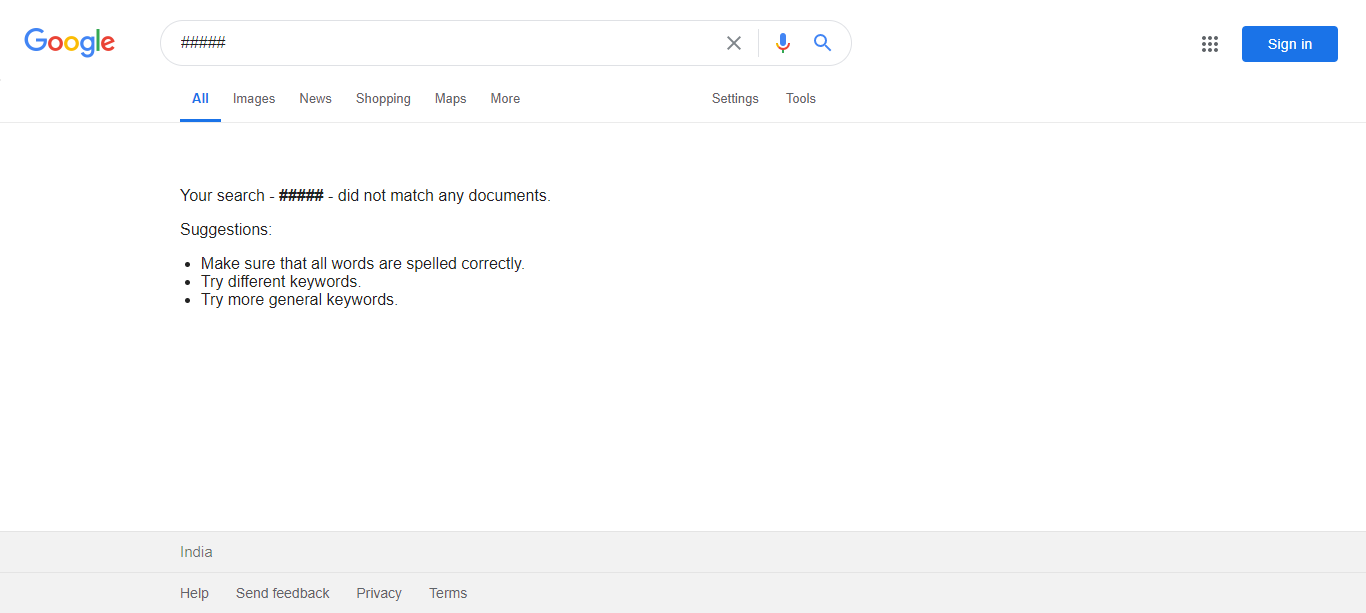 Google
#####
Sign in
All Images News Shopping Maps More Settings Tools
Your search - ##### - did not match any documents.
Suggestions:
• Make sure that all words are spelled correctly.
• Try different keywords.
• Try more general keywords.
India
Help Send feedback Privacy Terms